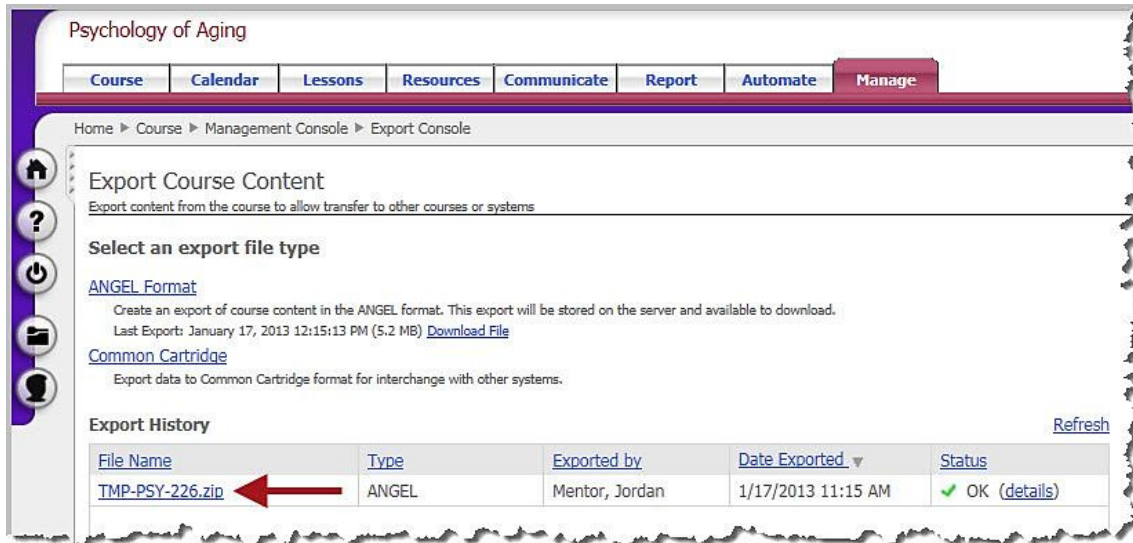 Psychology of Aging
Course Calendar Lessons Resources Communicate Report Automate Manage
Home ▶ Course ▶ Management Console ▶ Export Console
Export Course Content
Export content from the course to allow transfer to other courses or systems
Select an export file type
ANGEL Format
Create an export of course content in the ANGEL format. This export will be stored on the server and available to download.
Last Export: January 17, 2013 12:15:13 PM (5.2 MB) Download File
Common Cartridge
Export data to Common Cartridge format for interchange with other systems.
Export History Refresh
File Name Type Exported by Date Exported ▼ Status
TMP-PSY-226.zip ANGEL Mentor, Jordan 1/17/2013 11:15 AM ✓ OK (details)